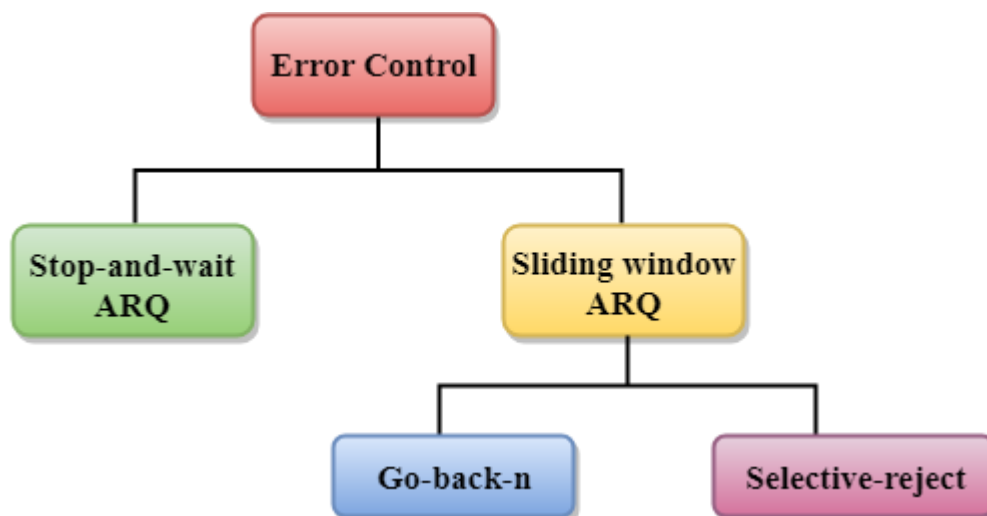 Error Control
Stop-and-wait
ARQ
Sliding window
ARQ
Go-back-n
Selective-reject